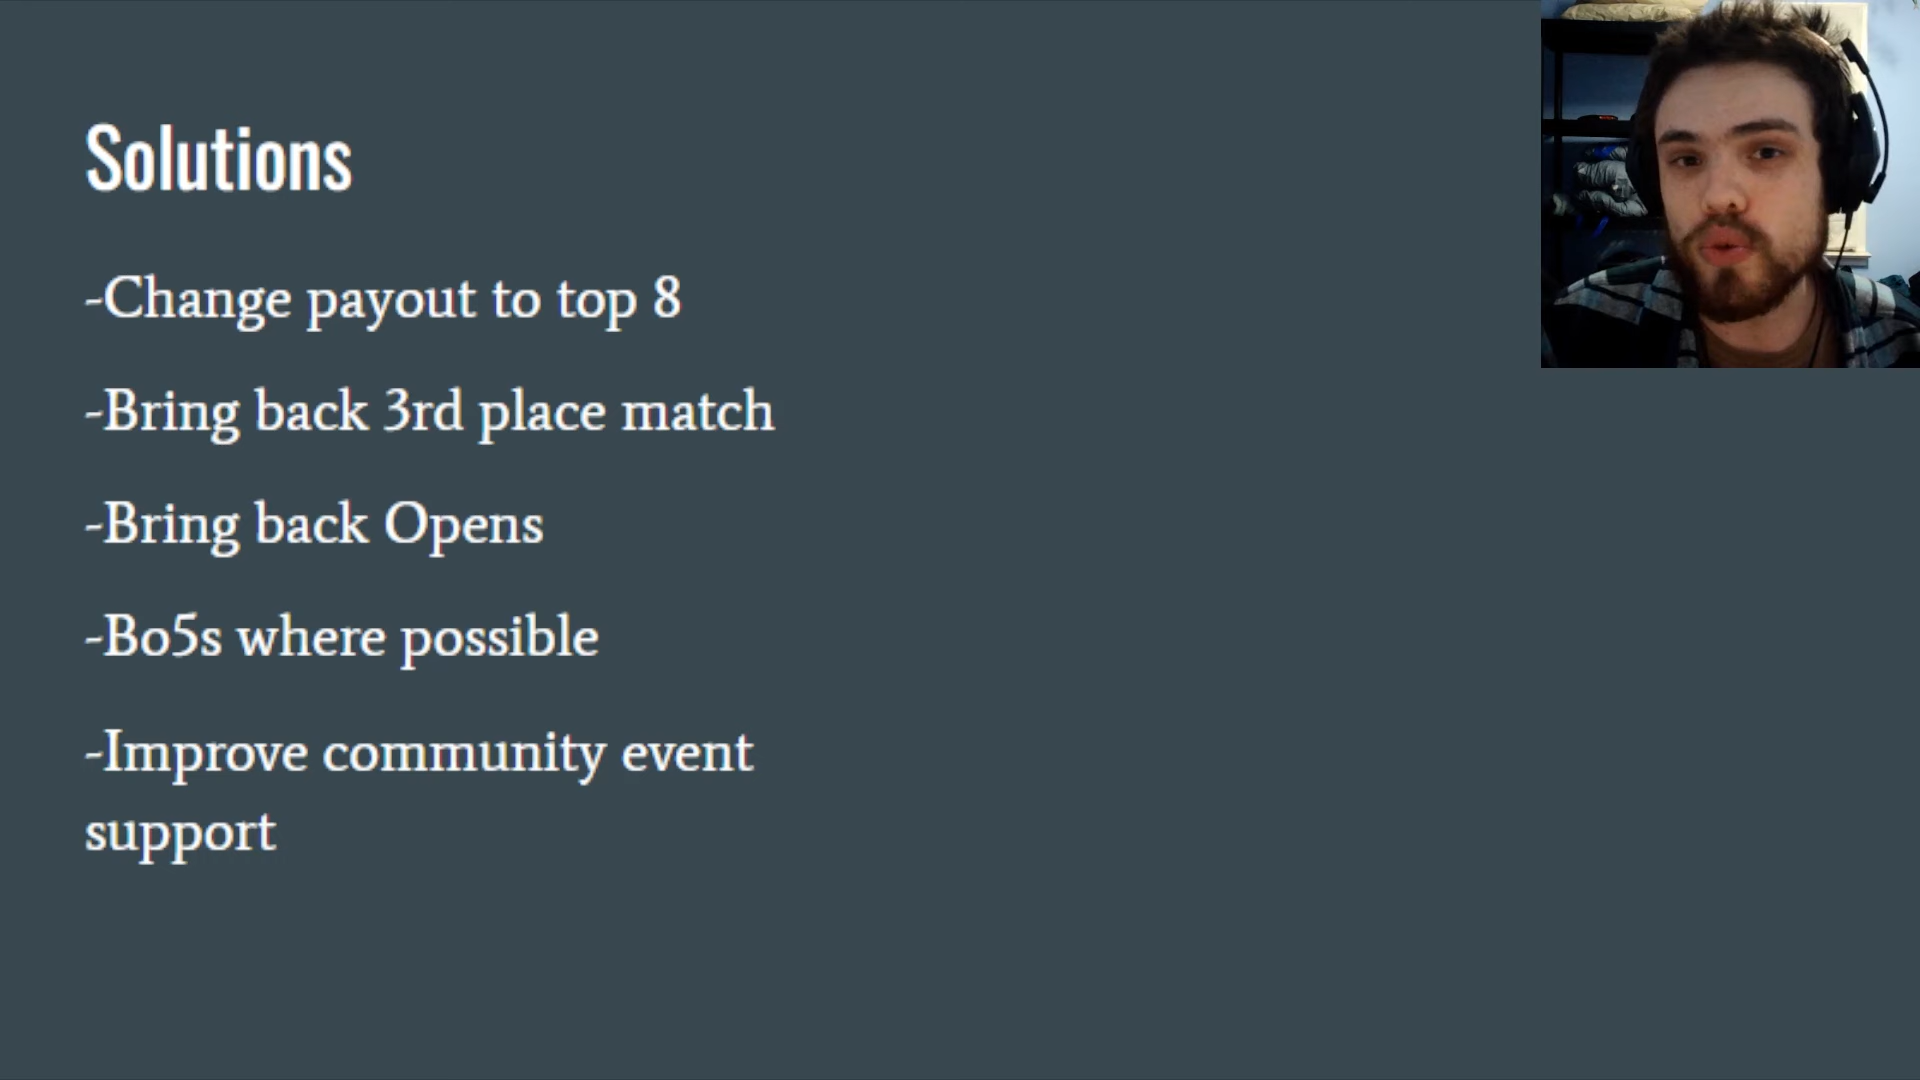 Solutions
-Change payout to top 8
-Bring back 3rd place match
-Bring back Opens
-Bo5s where possible
-Improve community event
support